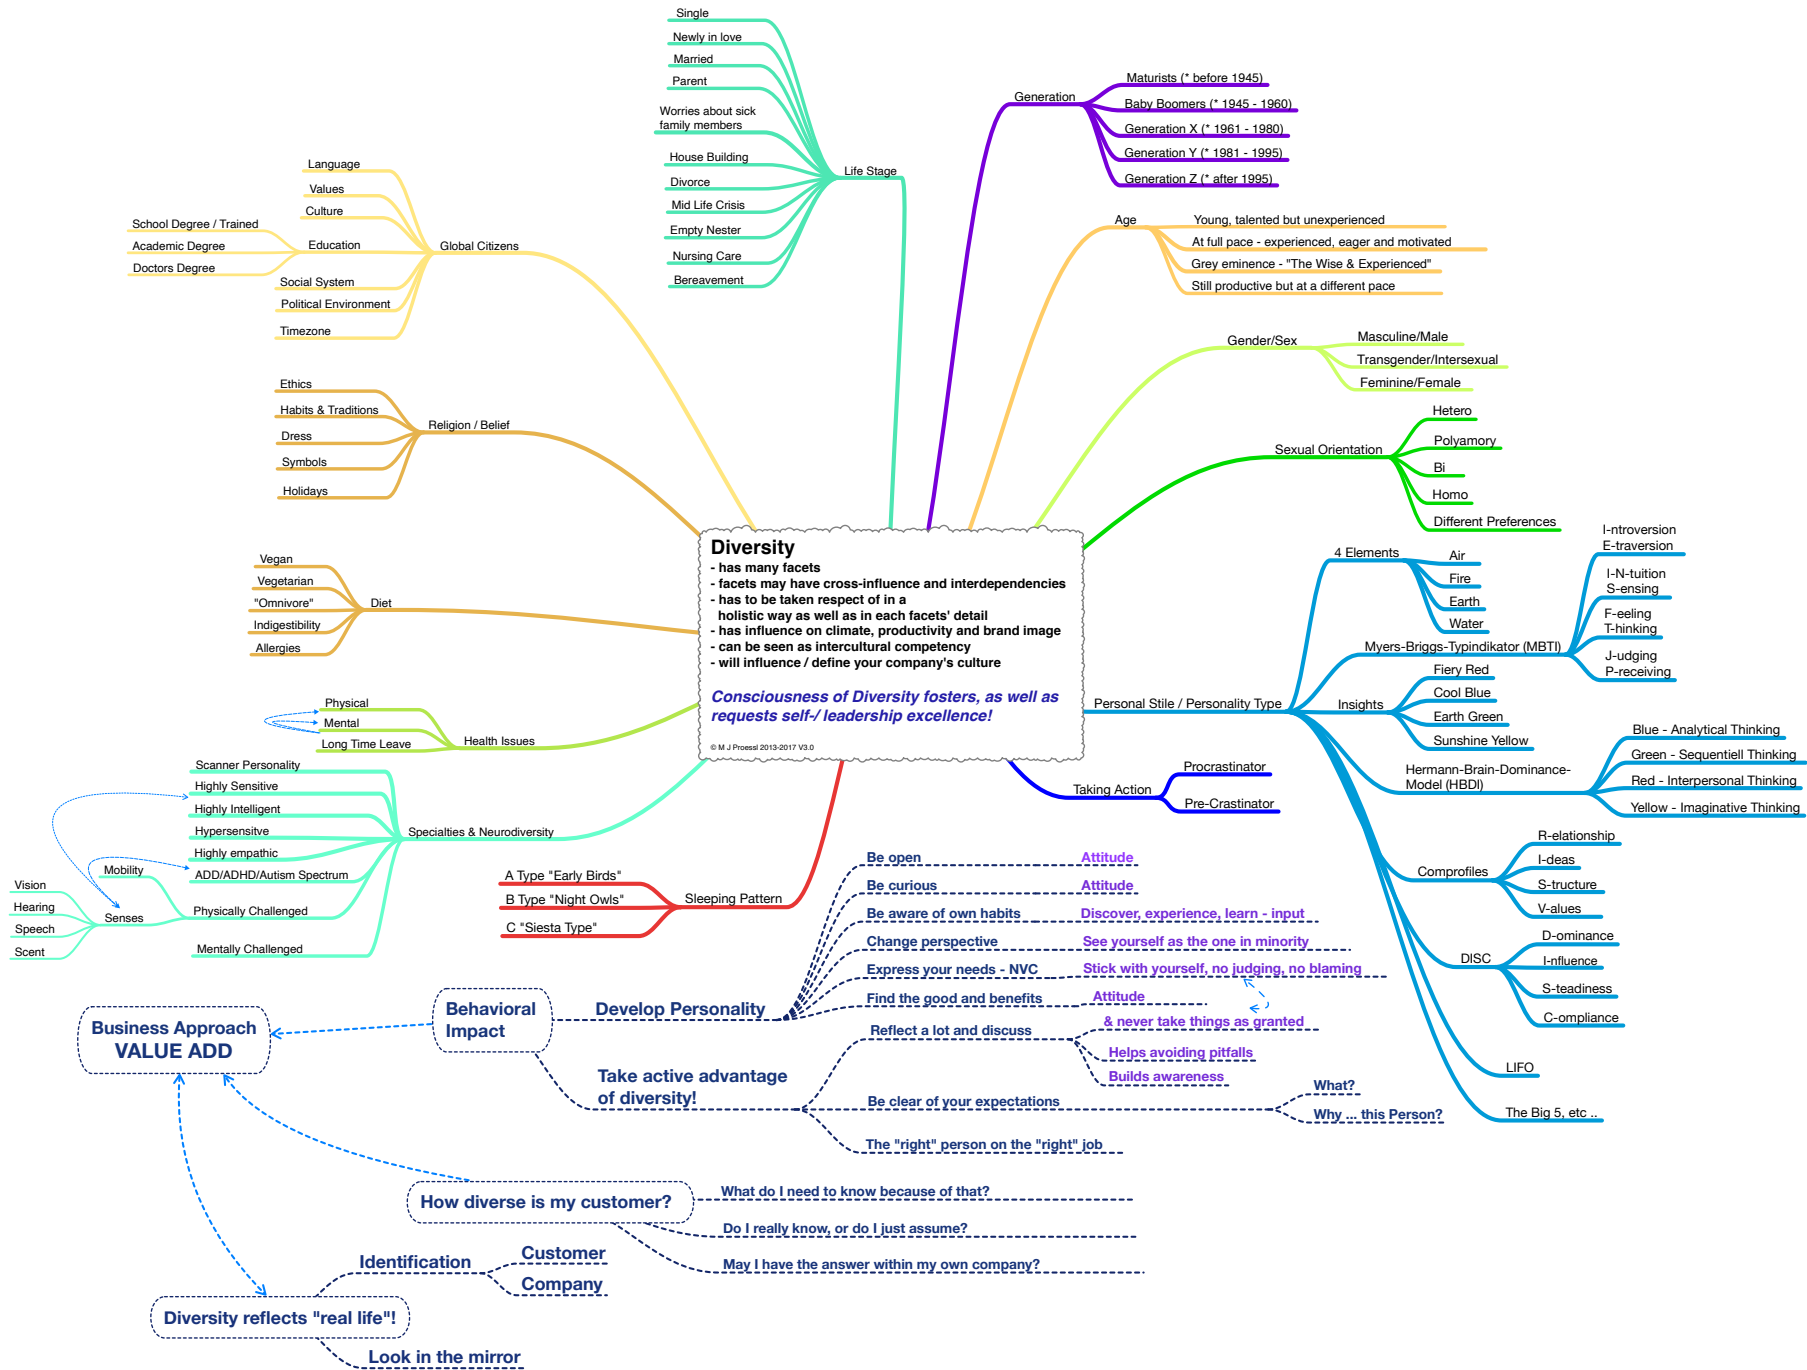 Single
Newly in love
Married
Parent
Worries about sick
family members
House Building
Divorce
Mid Life Crisis
Empty Nester
Nursing Care
Bereavement
Life Stage
Generation
Maturists (* before 1945)
Baby Boomers (* 1945 - 1960)
Generation X (* 1961 - 1980)
Generation Y (* 1981 - 1995)
Generation Z (* after 1995)
Age
Young, talented but unexperienced
At full pace - experienced, eager and motivated
Grey eminence - "The Wise & Experienced"
Still productive but at a different pace
Gender/Sex
Masculine/Male
Transgender/Intersexual
Feminine/Female
Sexual Orientation
Hetero
Polyamory
Bi
Homo
Different Preferences
Language
Values
Culture
School Degree / Trained
Academic Degree
Doctors Degree
Education
Social System
Political Environment
Timezone
Global Citizens
Ethics
Habits & Traditions
Dress
Symbols
Holidays
Religion / Belief
Vegan
Vegetarian
"Omnivore"
Indigestibility
Allergies
Diet
Physical
Mental
Long Time Leave
Health Issues
Diversity
- has many facets
- facets may have cross-influence and interdependencies
- has to be taken respect of in a
holistic way as well as in each facets' detail
- has influence on climate, productivity and brand image
- can be seen as intercultural competency
- will influence / define your company's culture
Consciousness of Diversity fosters, as well as
requests self-/ leadership excellence!
© M J Proessl 2013-2017 V3.0
Personal Stile / Personality Type
4 Elements
Air
Fire
Earth
Water
Myers-Briggs-Typindikator (MBTI)
I-ntroversion
E-traversion
I-N-tuition
S-ensing
F-eeling
T-hinking
J-udging
P-receiving
Insights
Fiery Red
Cool Blue
Earth Green
Sunshine Yellow
Hermann-Brain-Dominance-
Model (HBDI)
Blue - Analytical Thinking
Green - Sequentiell Thinking
Red - Interpersonal Thinking
Yellow - Imaginative Thinking
Comprofiles
R-elationship
I-deas
S-tructure
V-alues
DISC
D-ominance
I-nfluence
S-teadiness
C-ompliance
LIFO
The Big 5, etc ..
Taking Action
Procrastinator
Pre-Crastinator
Scanner Personality
Highly Sensitive
Highly Intelligent
Hypersensitve
Highly empathic
ADD/ADHD/Autism Spectrum
Specialties & Neurodiversity
Mobility
Vision
Hearing
Speech
Scent
Senses
Physically Challenged
Mentally Challenged
A Type "Early Birds"
B Type "Night Owls"
C "Siesta Type"
Sleeping Pattern
Behavioral
Impact
Develop Personality
Be open
Attitude
Be curious
Attitude
Be aware of own habits
Discover, experience, learn - input
Change perspective
See yourself as the one in minority
Express your needs - NVC
Stick with yourself, no judging, no blaming
Find the good and benefits
Attitude
Take active advantage
of diversity!
Reflect a lot and discuss
& never take things as granted
Helps avoiding pitfalls
Builds awareness
Be clear of your expectations
What?
Why ... this Person?
The "right" person on the "right" job
Business Approach
VALUE ADD
How diverse is my customer?
What do I need to know because of that?
Do I really know, or do I just assume?
May I have the answer within my own company?
Identification
Customer
Company
Diversity reflects "real life"!
Look in the mirror